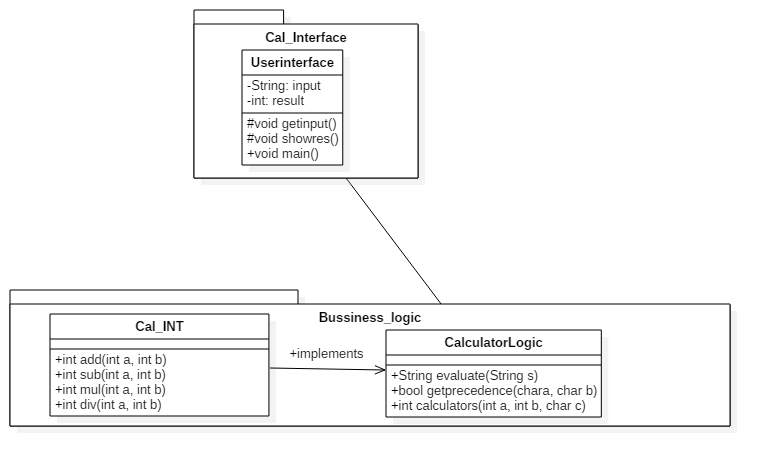 Cal_Interface
Userinterface
-String: input
-int: result
#void getinput()
#void showres()
+void main()
Bussiness_logic
Cal_INT
+int add(int a, int b)
+int sub(int a, int b)
+int mul(int a, int b)
+int div(int a, int b)
+implements
CalculatorLogic
+String evaluate(String s)
+bool getprecedence(chara, char b)
+int calculators(int a, int b, char c)